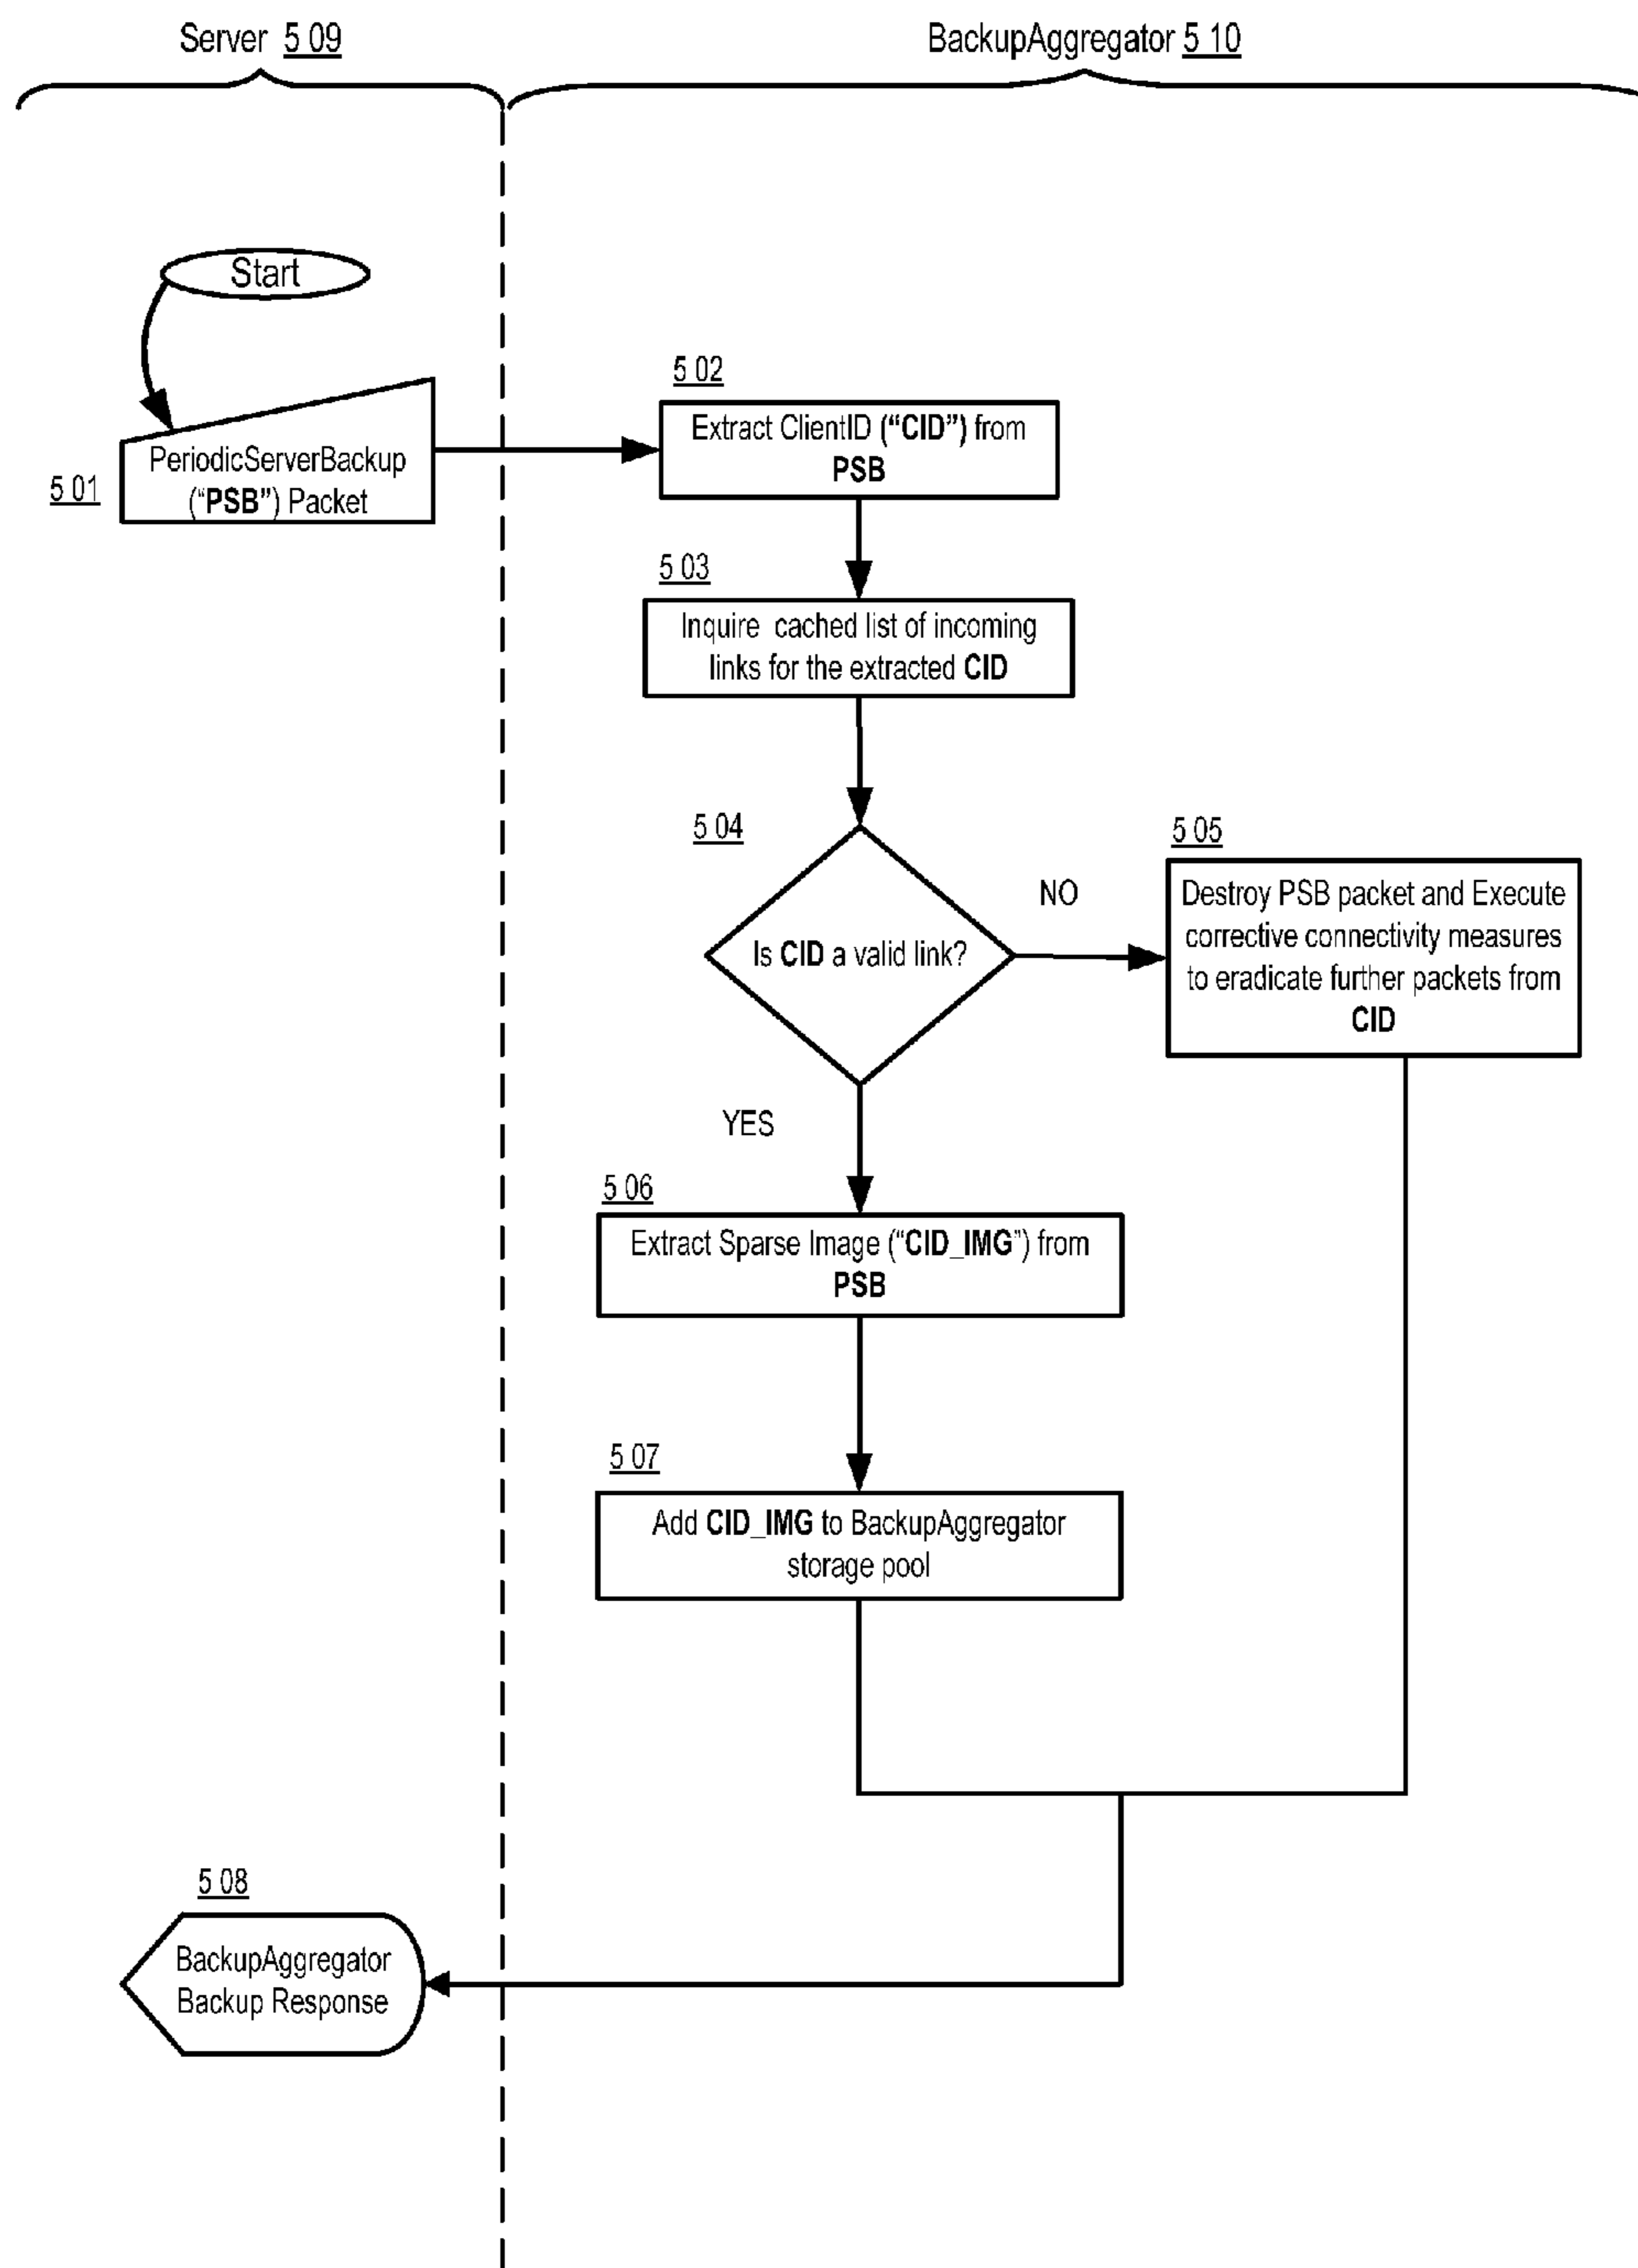 Server 5 09
BackupAggregator 5 10
Start
5 01
PeriodicServerBackup
(“PSB”) Packet
5 02
Extract ClientID (“CID”) from
PSB
5 03
Inquire cached list of incoming
links for the extracted CID
5 04
Is CID a valid link?
NO
5 05
Destroy PSB packet and Execute
corrective connectivity measures
to eradicate further packets from
CID
YES
5 06
Extract Sparse Image (“CID_IMG”) from
PSB
5 07
Add CID_IMG to BackupAggregator
storage pool
5 08
BackupAggregator
Backup Response